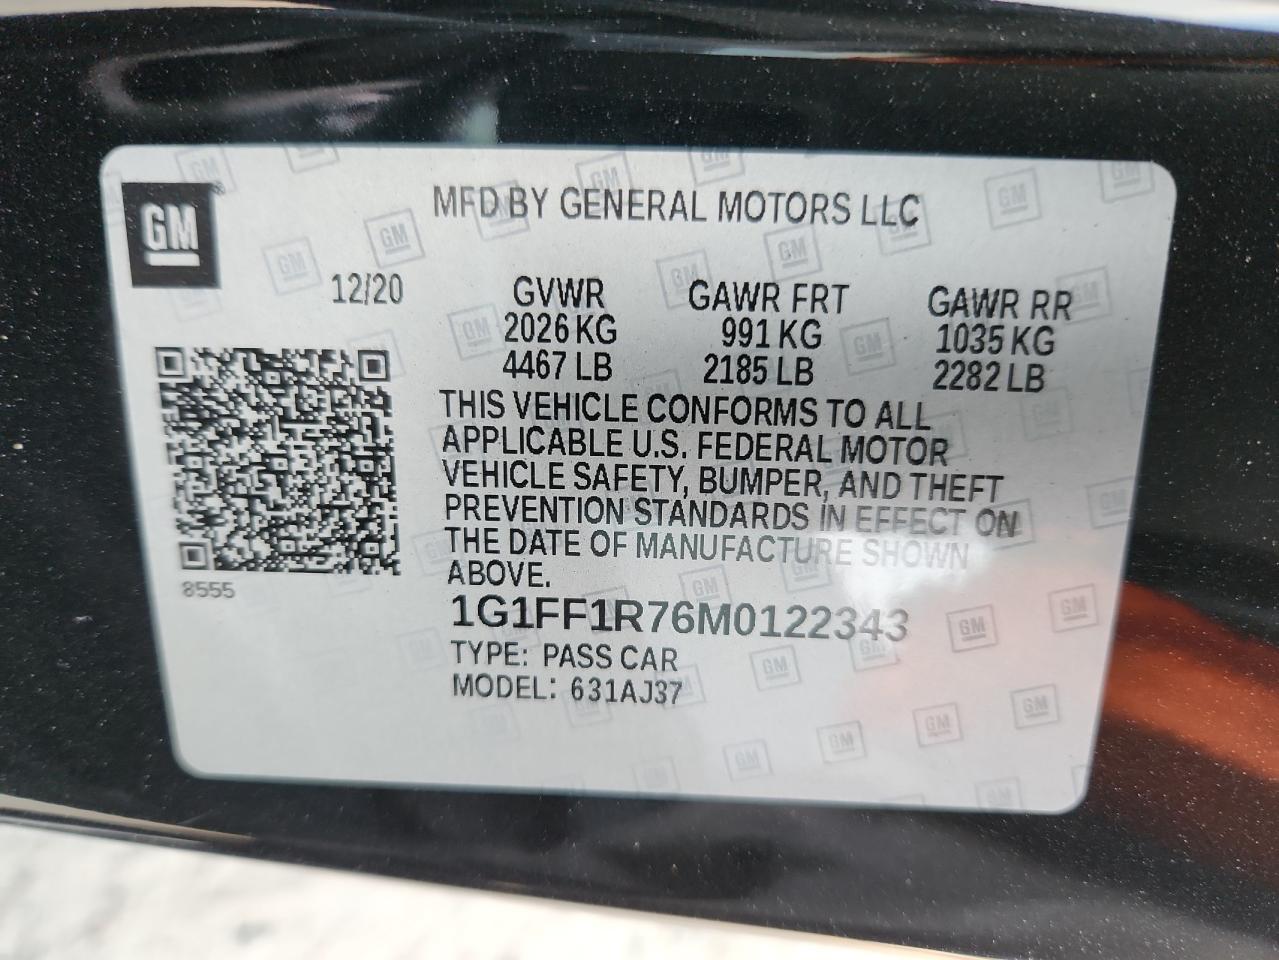 GM
MFD BY GENERAL MOTORS LLC
12/20
GVWR
2026 KG
4467 LB
GAWR FRT
991 KG
2185 LB
GAWR RR
1035 KG
2282 LB
THIS VEHICLE CONFORMS TO ALL
APPLICABLE U.S. FEDERAL MOTOR
VEHICLE SAFETY, BUMPER, AND THEFT
PREVENTION STANDARDS IN EFFECT ON
THE DATE OF MANUFACTURE SHOWN
ABOVE.
8555
1G1FF1R76M0122343
TYPE: PASS CAR
MODEL: 631AJ37